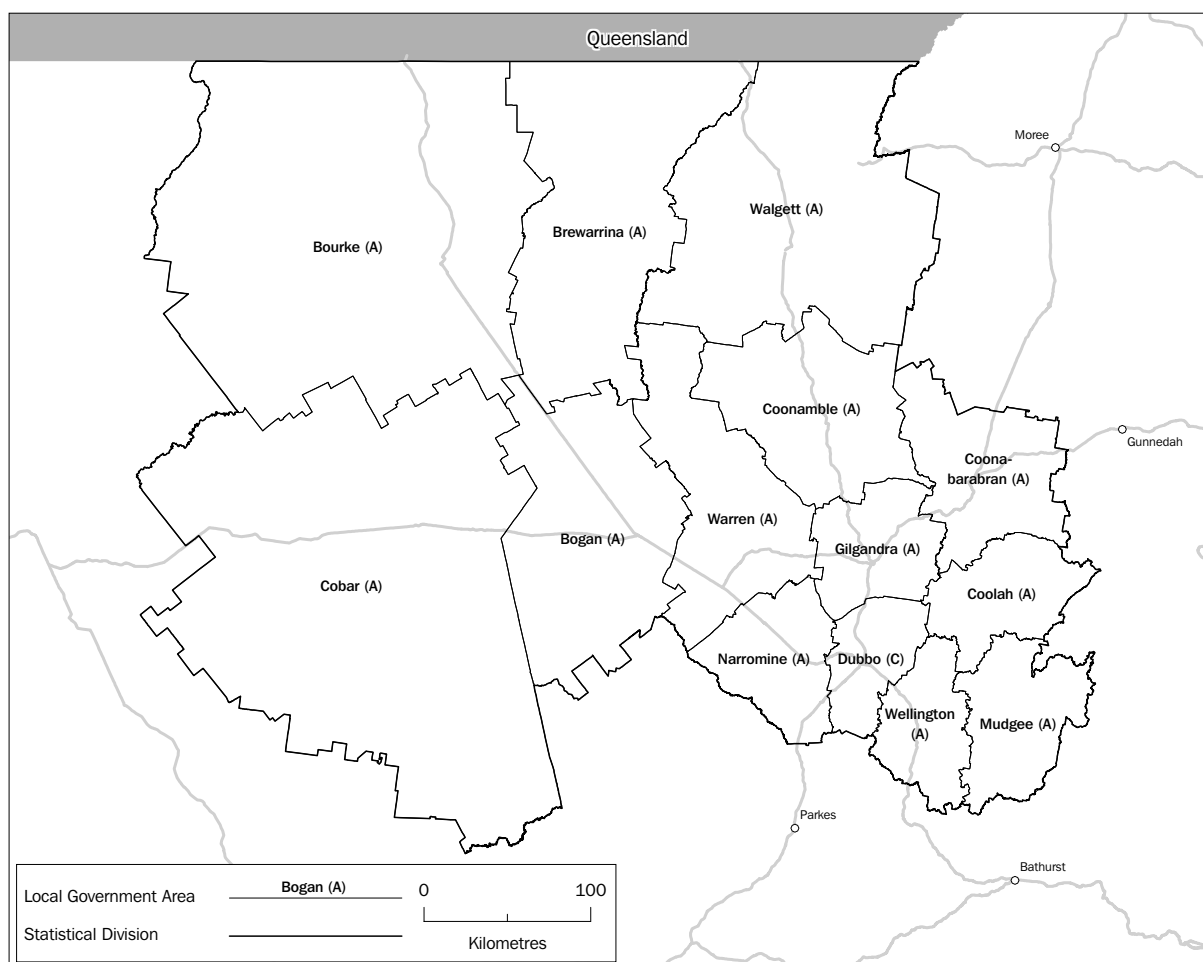 Queensland
Moree
Walgett (A)
Brewarrina (A)
Bourke (A)
Coonamble (A)
Gunnedah
Coona-
barabran (A)
Warren (A)
Bogan (A)
Gilgandra (A)
Cobar (A)
Coolah (A)
Narromine (A)
Dubbo (C)
Wellington
(A)
Mudgee (A)
Parkes
Bathurst
Local Government Area
Bogan (A)
Statistical Division
0 100
Kilometres